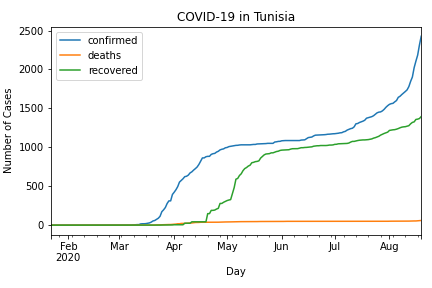 COVID-19 in Tunisia
confirmed
deaths
recovered
Number of Cases
2500
2000
1500
1000
500
0
Feb Mar Apr May Jun Jul Aug
2020
Day